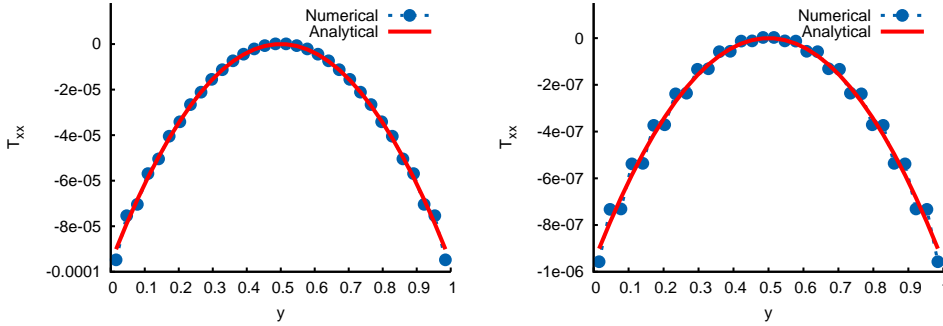 Numerical
Analytical
T_xx
0
-2e-05
-4e-05
-6e-05
-8e-05
-0.0001
0 0.1 0.2 0.3 0.4 0.5 0.6 0.7 0.8 0.9 1
y
Numerical
Analytical
T_xx
0
-2e-07
-4e-07
-6e-07
-8e-07
-1e-06
0 0.1 0.2 0.3 0.4 0.5 0.6 0.7 0.8 0.9 1
y